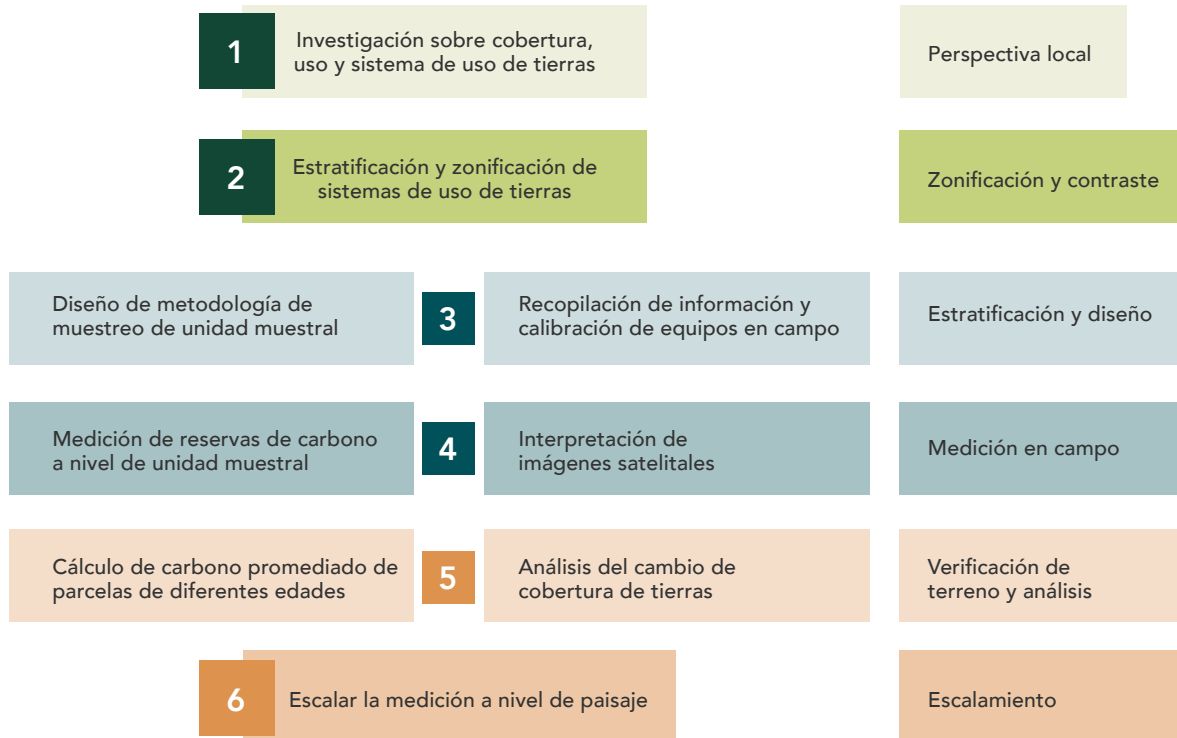 1
Investigación sobre cobertura,
uso y sistema de uso de tierras
Perspectiva local
2
Estratificación y zonificación de
sistemas de uso de tierras
Zonificación y contraste
Diseño de metodología de
muestreo de unidad muestral
3
Recopilación de información y
calibración de equipos en campo
Estratificación y diseño
Medición de reservas de carbono
a nivel de unidad muestral
4
Interpretación de
imágenes satelitales
Medición en campo
Cálculo de carbono promediado de
parcelas de diferentes edades
5
Análisis del cambio de
cobertura de tierras
Verificación de
terreno y análisis
6
Escalar la medición a nivel de paisaje
Escalamiento